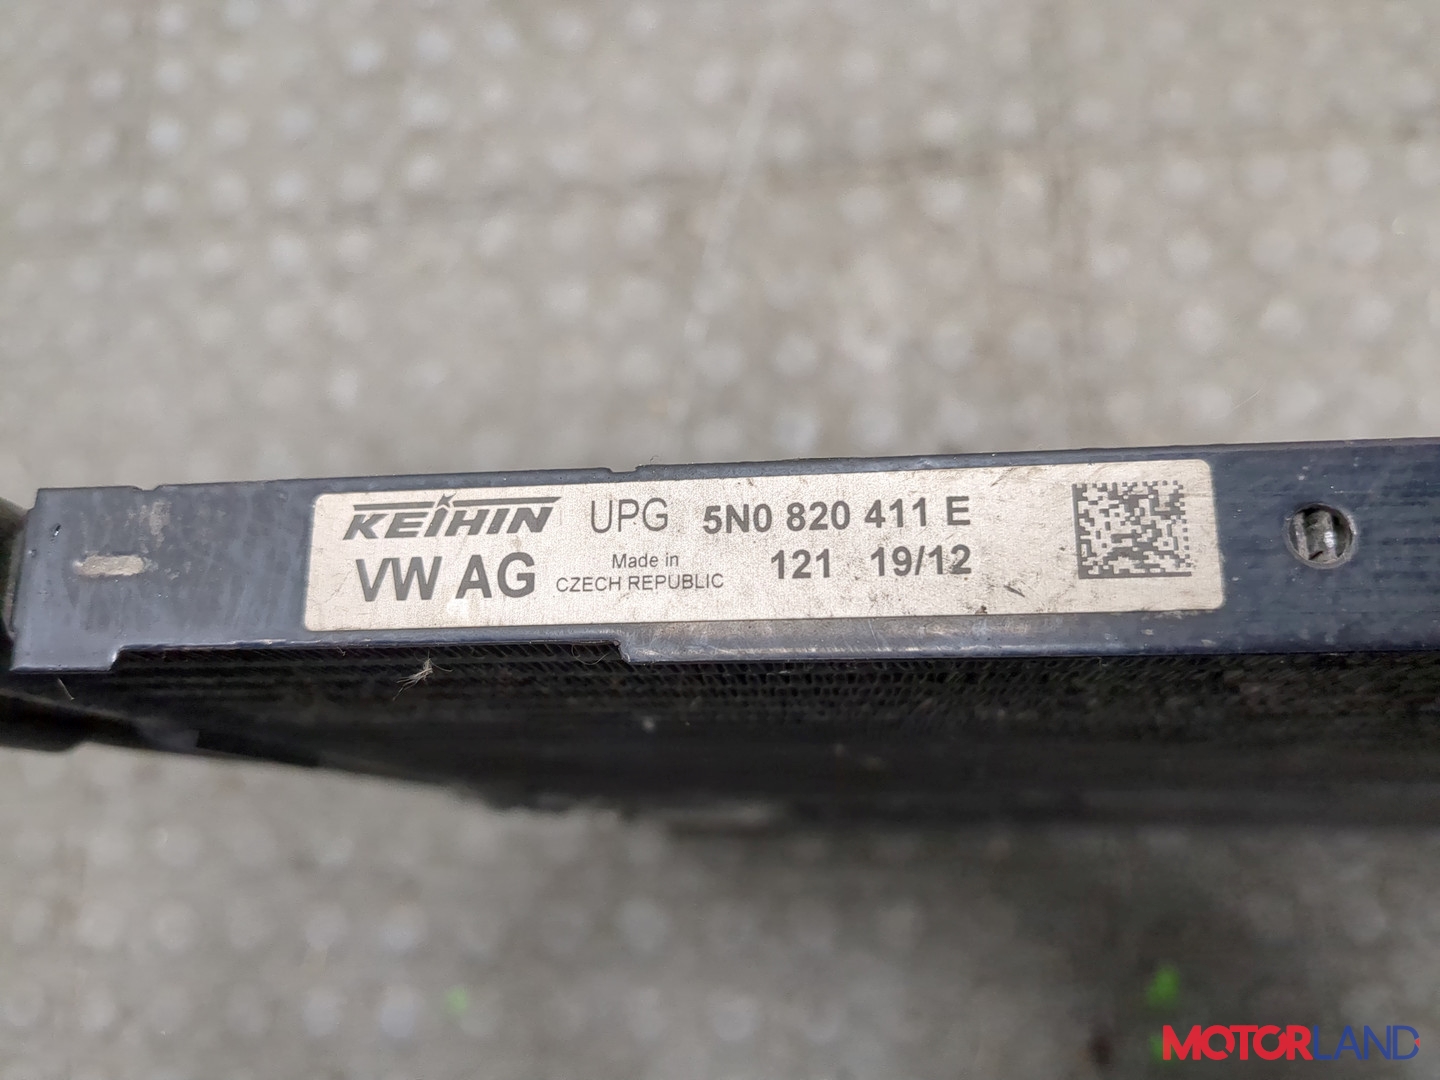 KEIHIN UPG 5N0 820 411 E
VW AG Made in CZECH REPUBLIC 121 19/12
MOTORLAND